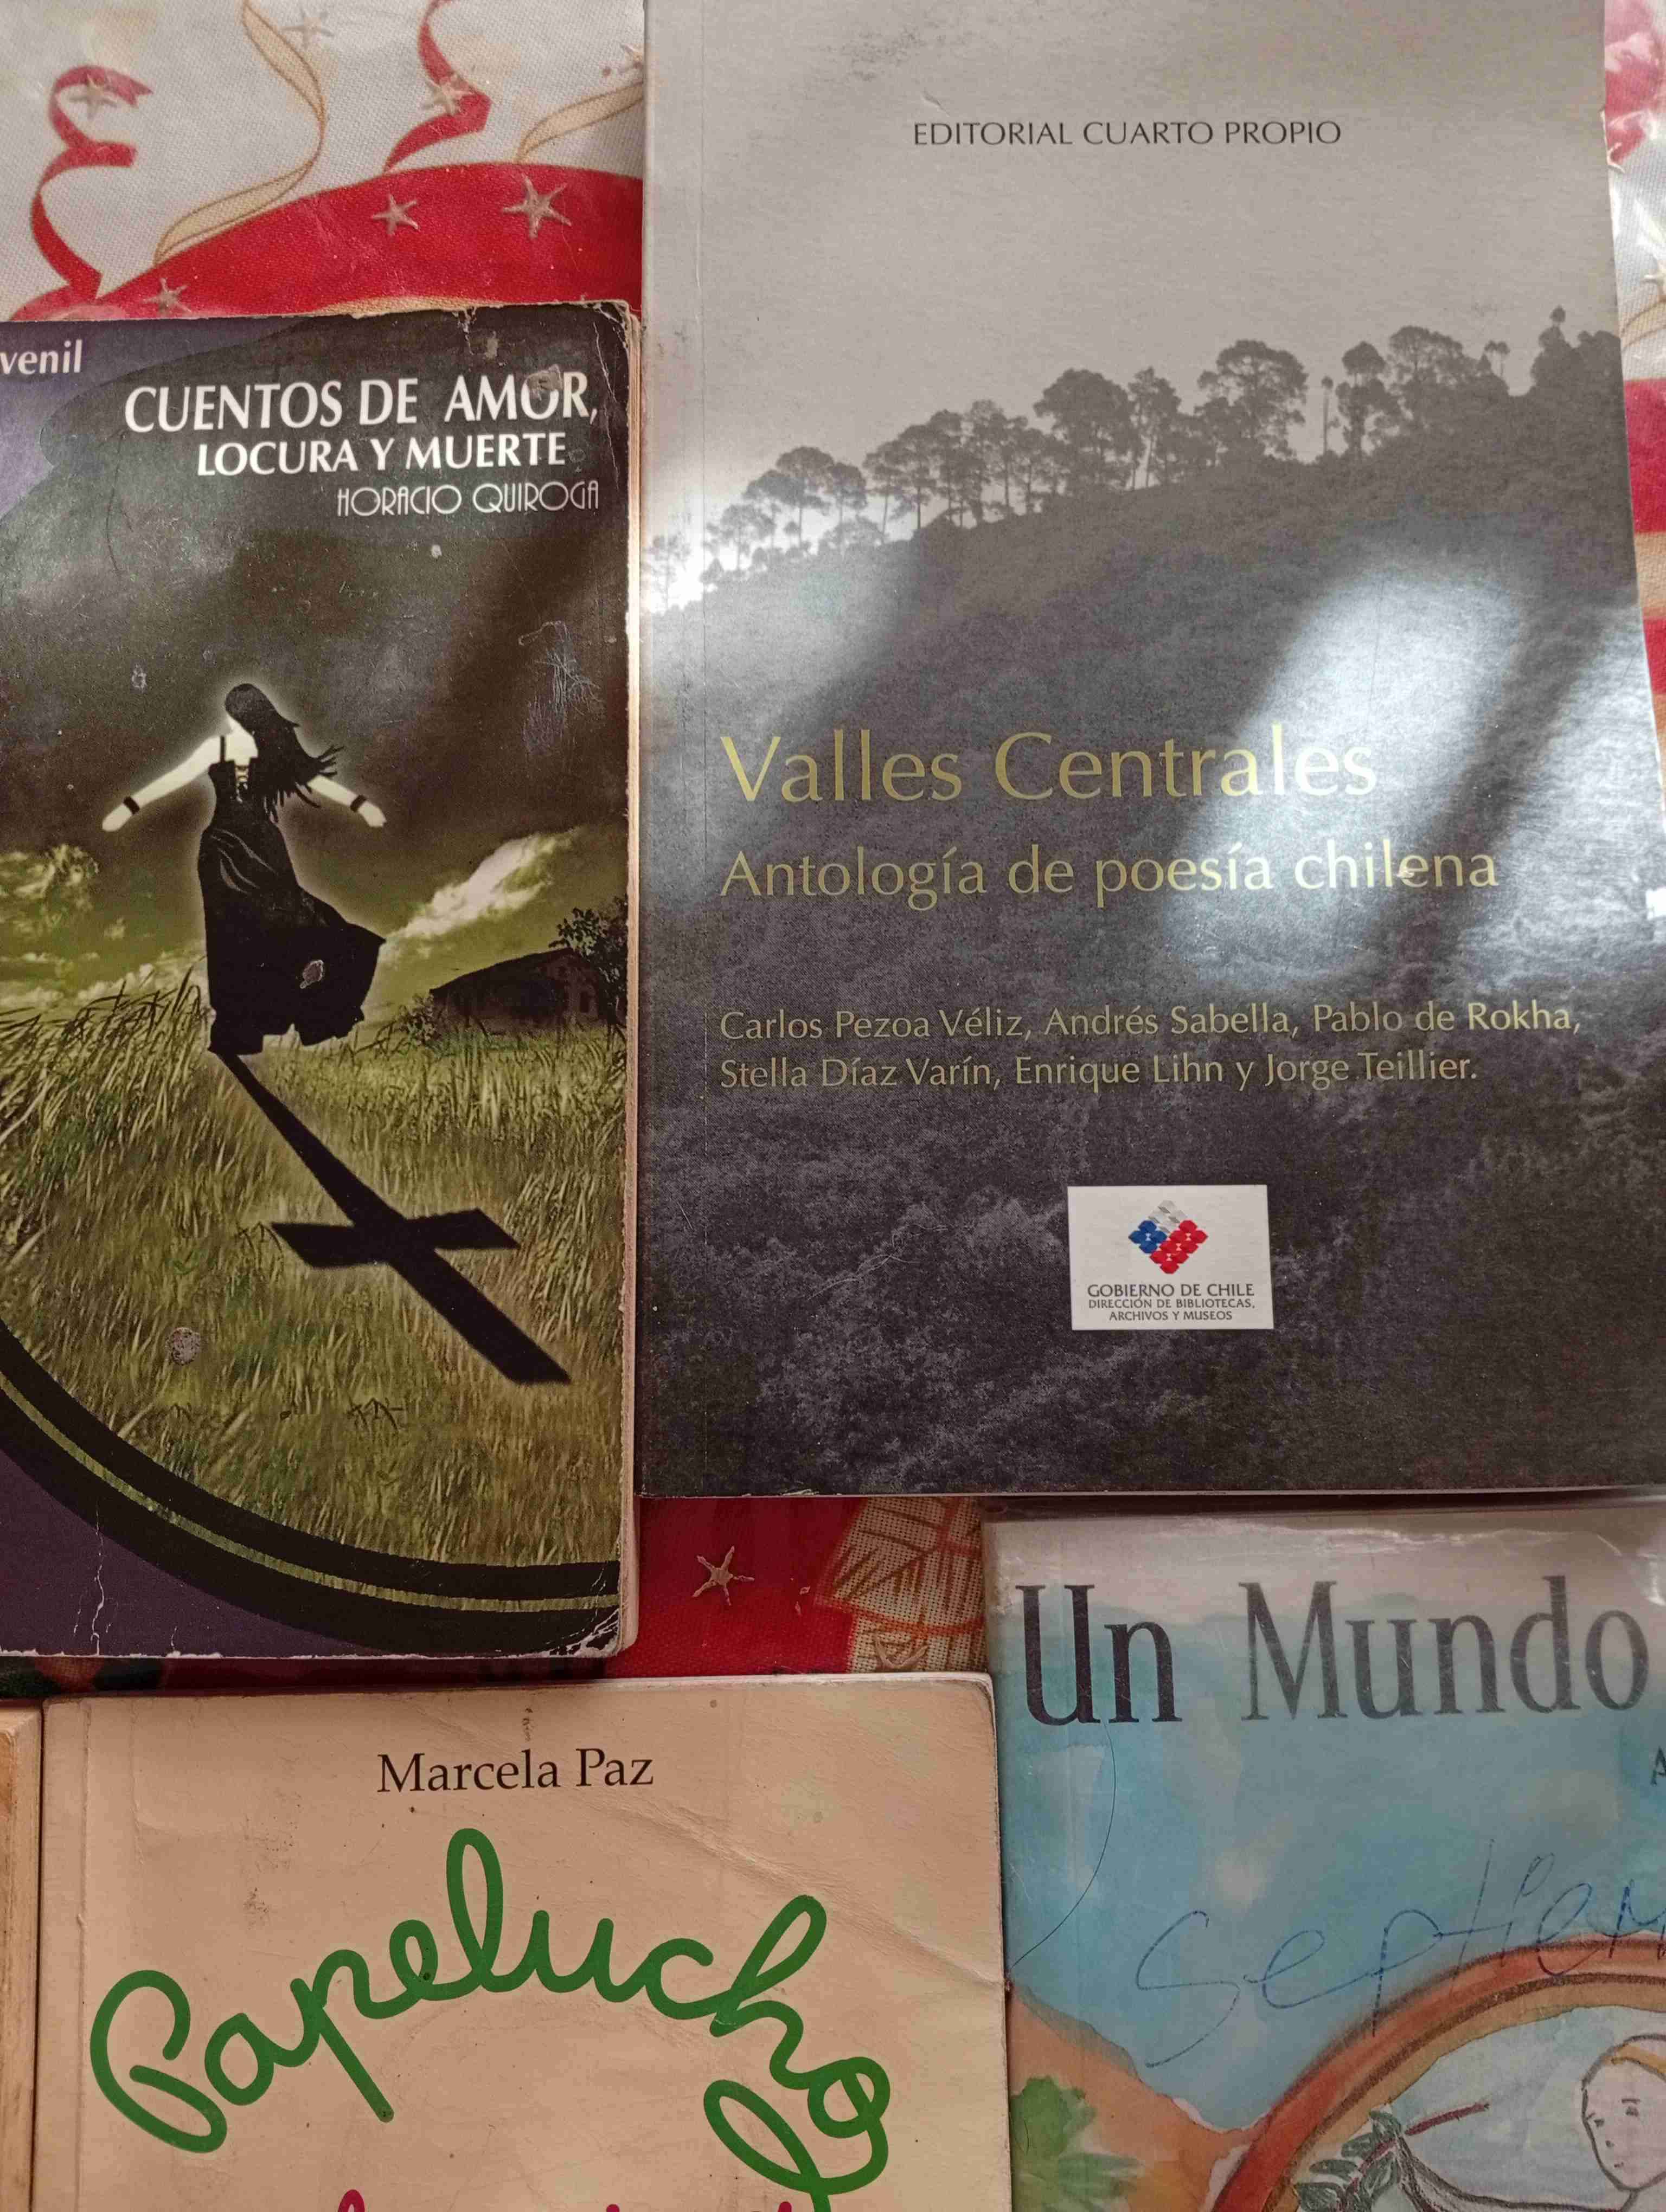 EDITORIAL CUARTO PROPIO
venil
CUENTOS DE AMOR,
LOCURA Y MUERTE
HORACIO QUIROGA
Valles Centrales
Antología de poesía chilena
Carlos Pezoa Véliz, Andrés Sabella, Pablo de Rokha,
Stella Díaz Varín, Enrique Lihn y Jorge Teillier.
GOBIERNO DE CHILE
DIRECCIÓN DE BIBLIOTECAS,
ARCHIVOS Y MUSEOS
Un Mundo
A
Septiem
Marcela Paz
Papelucho